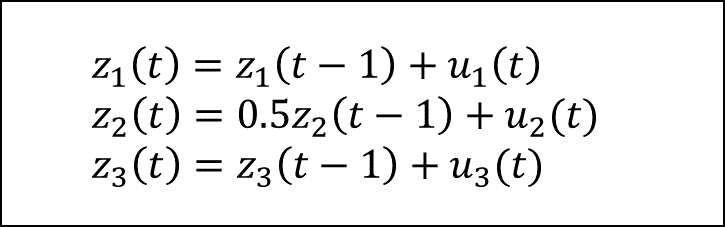 z₁(t) = z₁(t − 1) + u₁(t)
z₂(t) = 0.5z₂(t − 1) + u₂(t)
z₃(t) = z₃(t − 1) + u₃(t)